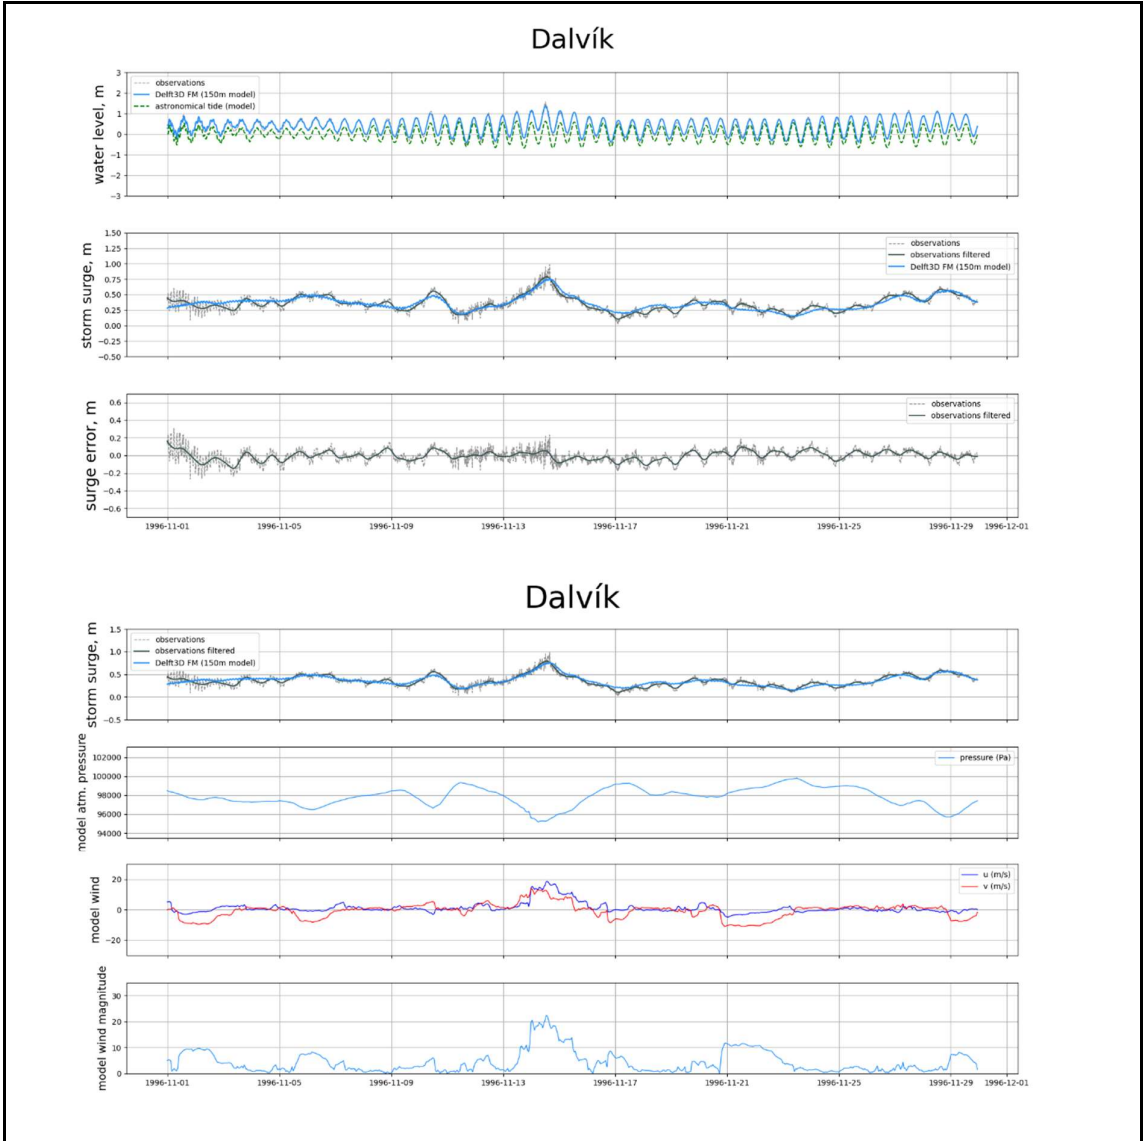 Dalvík
water level, m
3
2
1
0
−1
−2
−3
observations
Delft3D FM (150m model)
astronomical tide (model)
storm surge, m
1.50
1.25
1.00
0.75
0.50
0.25
0.00
−0.25
−0.50
observations
observations filtered
Delft3D FM (150m model)
surge error, m
0.6
0.4
0.2
0.0
−0.2
−0.4
−0.6
observations
observations filtered
1996-11-01 1996-11-05 1996-11-09 1996-11-13 1996-11-17 1996-11-21 1996-11-25 1996-11-29 1996-12-01
Dalvík
storm surge, m
1.5
1.0
0.5
0.0
−0.5
observations
observations filtered
Delft3D FM (150m model)
model atm. pressure
102000
100000
98000
96000
94000
pressure (Pa)
model wind
20
0
−20
u (m/s)
v (m/s)
model wind magnitude
30
20
10
0
1996-11-01 1996-11-05 1996-11-09 1996-11-13 1996-11-17 1996-11-21 1996-11-25 1996-11-29 1996-12-01